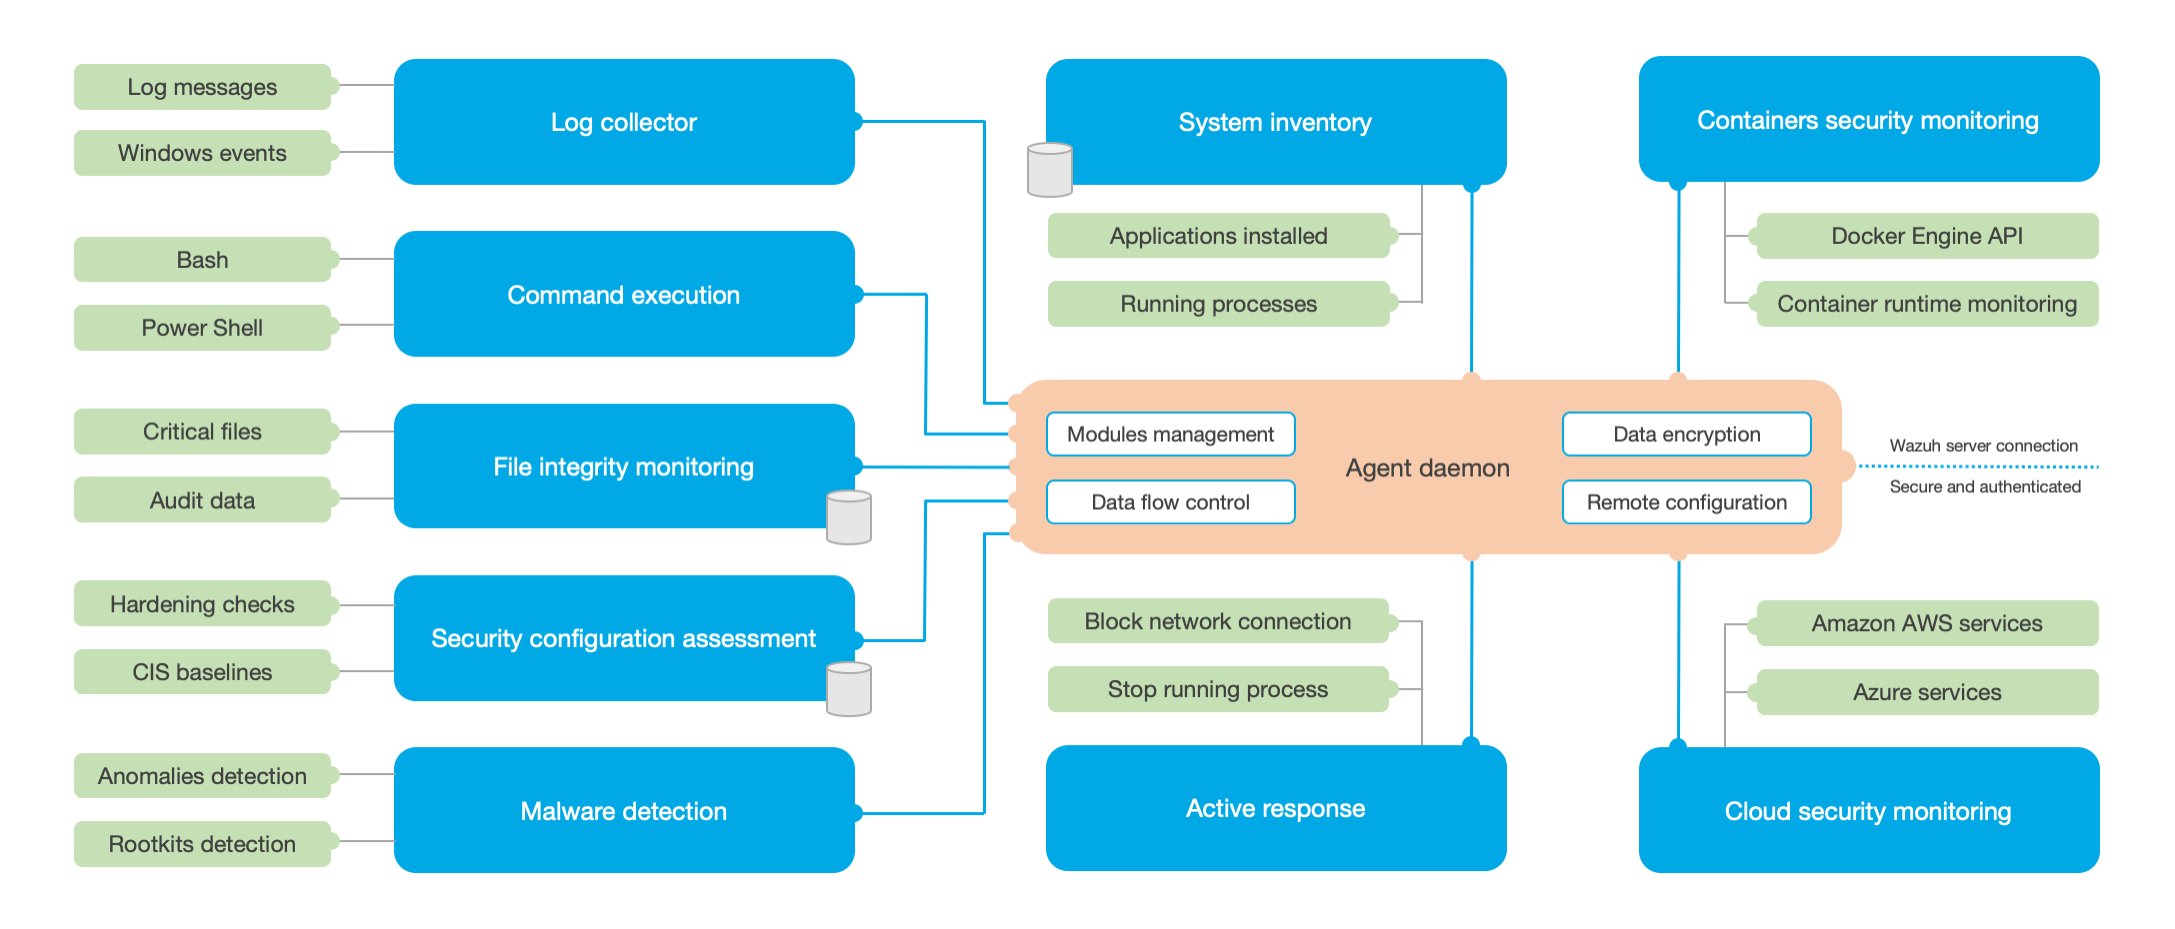 Log messages
Windows events
Log collector
Bash
Power Shell
Command execution
Critical files
Audit data
File integrity monitoring
Hardening checks
CIS baselines
Security configuration assessment
Anomalies detection
Rootkits detection
Malware detection
System inventory
Applications installed
Running processes
Containers security monitoring
Docker Engine API
Container runtime monitoring
Modules management
Data flow control
Agent daemon
Data encryption
Remote configuration
Wazuh server connection
Secure and authenticated
Block network connection
Stop running process
Active response
Amazon AWS services
Azure services
Cloud security monitoring